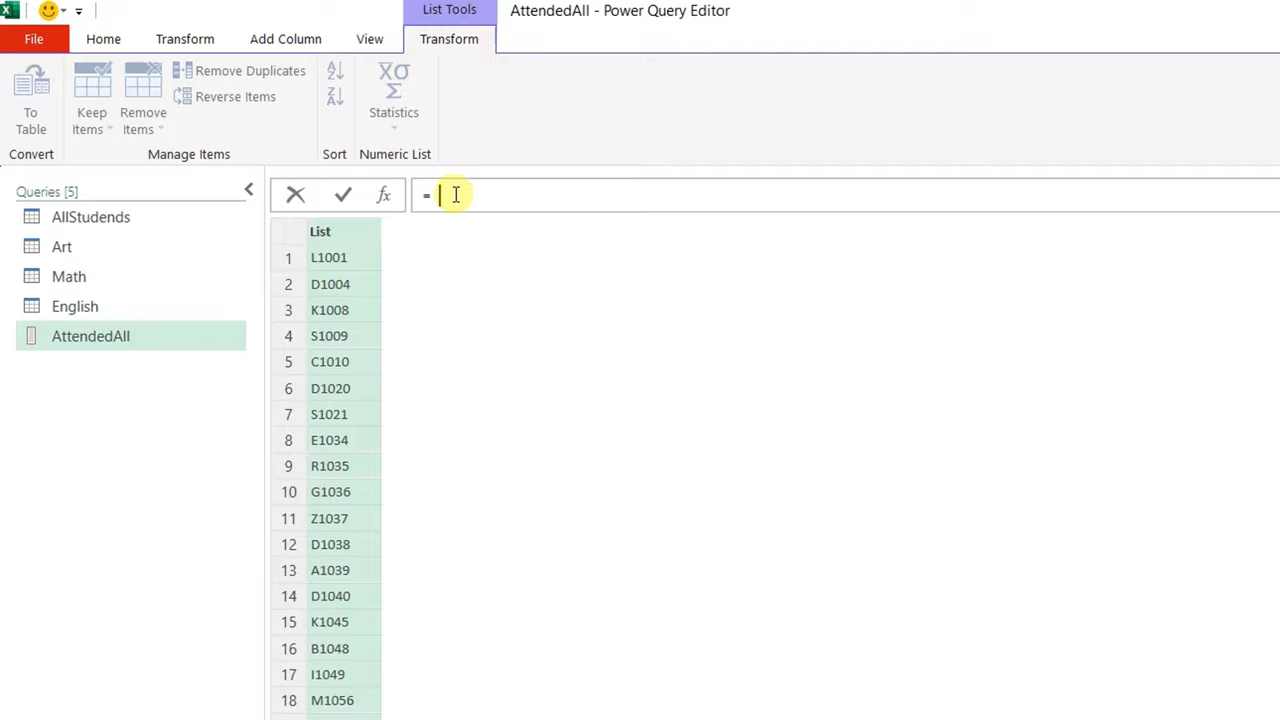 List Tools
AttendedAll - Power Query Editor
File
Home
Transform
Add Column
View
Transform
To
Table
Keep
Items
Remove
Items
Remove Duplicates
Reverse Items
Statistics
Convert
Manage Items
Sort
Numeric List
Queries [5]
AllStudends
Art
Math
English
AttendedAll
fx
=
List
1 L1001
2 D1004
3 K1008
4 S1009
5 C1010
6 D1020
7 S1021
8 E1034
9 R1035
10 G1036
11 Z1037
12 D1038
13 A1039
14 D1040
15 K1045
16 B1048
17 I1049
18 M1056